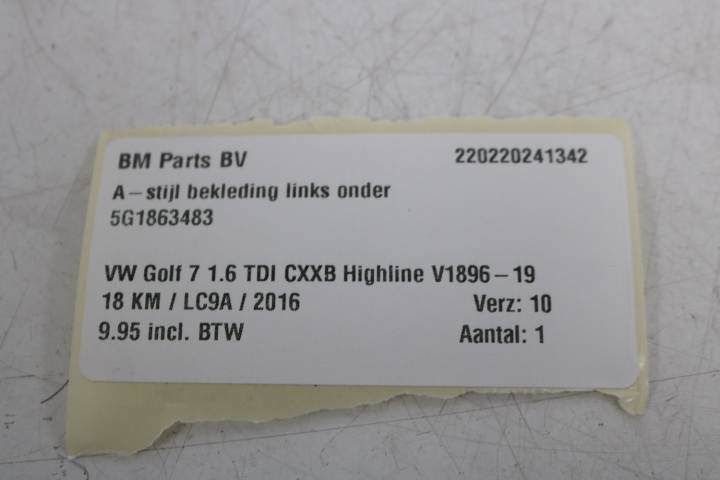 BM Parts BV 220220241342
A-stijl bekleding links onder
5G1863483
VW Golf 7 1.6 TDI CXXB Highline V1896-19
18 KM / LC9A / 2016 Verz: 10
9.95 incl. BTW Aantal: 1